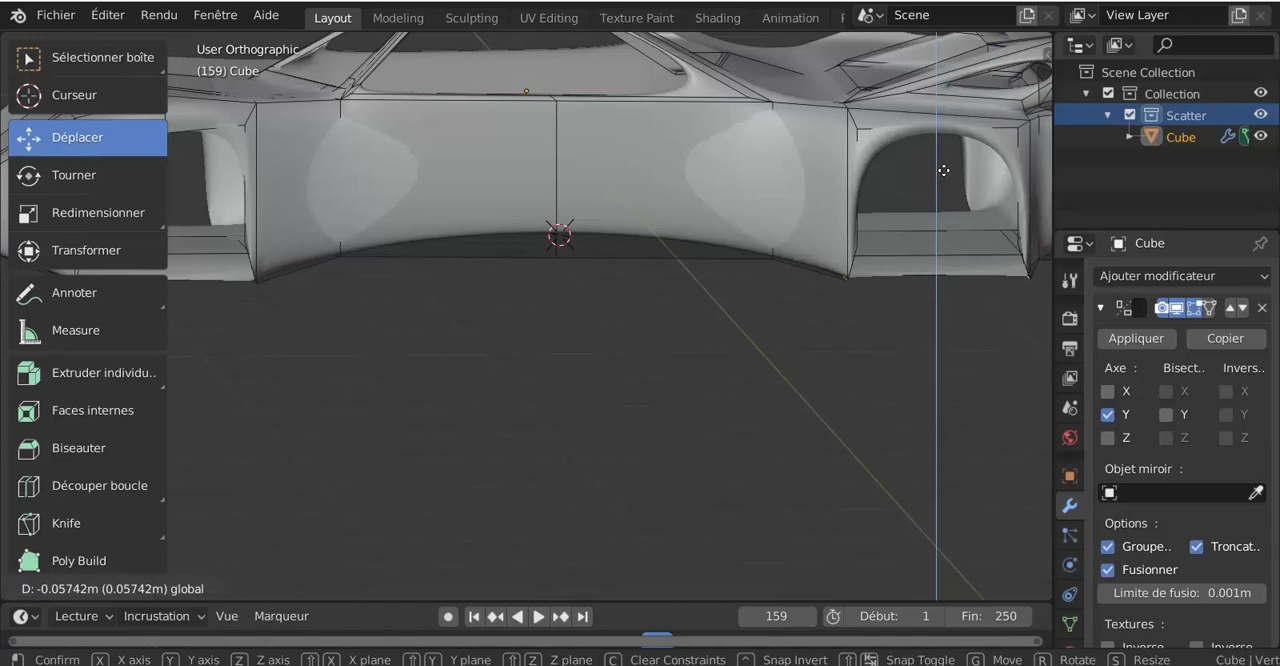 Fichier Éditer Rendu Fenêtre Aide Layout Modeling Sculpting UV Editing Texture Paint Shading Animation Scene View Layer
Sélectionner boîte
Curseur
Déplacer
Tourner
Redimensionner
Transformer
Annoter
Measure
Extruder individu..
Faces internes
Biseauter
Découper boucle
Knife
Poly Build
User Orthographic
(159) Cube
D: -0.05742m (0.05742m) global
Scene Collection
Collection
Scatter
Cube
Cube
Ajouter modificateur
Appliquer Copier
Axe : Bisect.. Invers..
X X X
Y Y Y
Z Z Z
Objet miroir :
Options :
Groupe.. Troncat..
Fusionner
Limite de fusio: 0.001m
Textures :
Lecture Incrustation Vue Marqueur 159 Début: 1 Fin: 250
Confirm X X axis Y Y axis Z Z axis X X plane Y Y plane Z Z plane C Clear Constraints ^ Snap Invert Snap Toggle G Move R Rotate S Resize Cube | Vert